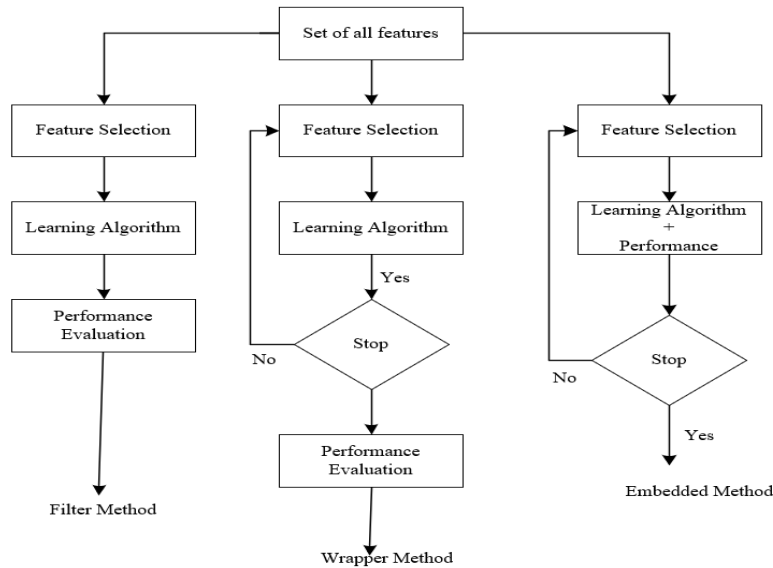 Set of all features
Feature Selection
Learning Algorithm
Performance
Evaluation
Filter Method
Feature Selection
Learning Algorithm
Yes
Stop
No
Performance
Evaluation
Wrapper Method
Feature Selection
Learning Algorithm
+
Performance
Stop
No
Yes
Embedded Method